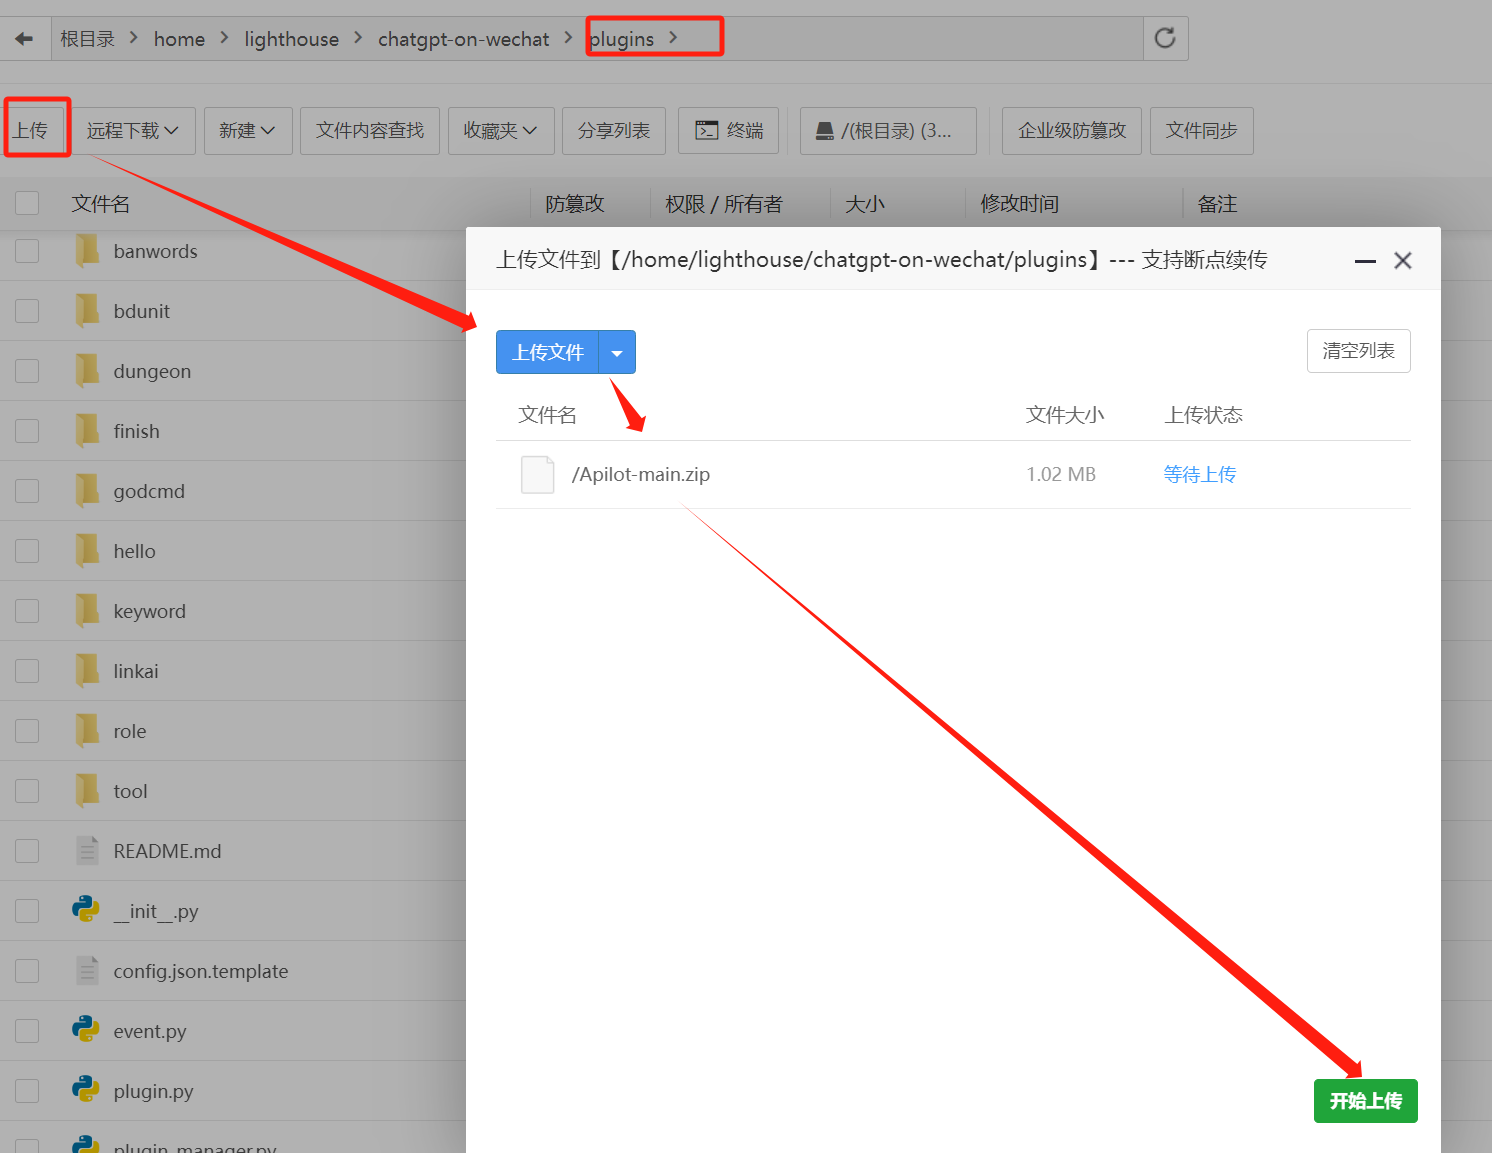 根目录 > home > lighthouse > chatgpt-on-wechat > plugins >
上传 远程下载 新建 文件内容查找 收藏夹 分享列表 终端 /(根目录) (3... 企业级防篡改 文件同步
文件名 防篡改 权限 / 所有者 大小 修改时间 备注
banwords
bdunit
dungeon
finish
godcmd
hello
keyword
linkai
role
tool
README.md
__init__.py
config.json.template
event.py
plugin.py
plugin_manager.py
上传文件到【/home/lighthouse/chatgpt-on-wechat/plugins】--- 支持断点续传
上传文件 清空列表
文件名 文件大小 上传状态
/Apilot-main.zip 1.02 MB 等待上传
开始上传